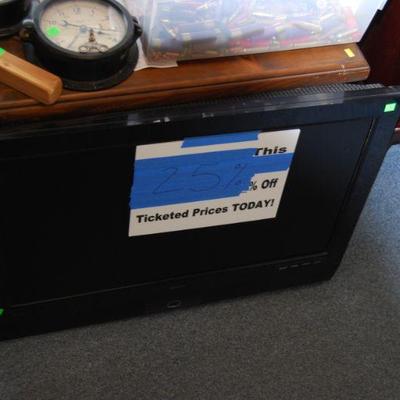 This
25%
% Off
Ticketed Prices TODAY!